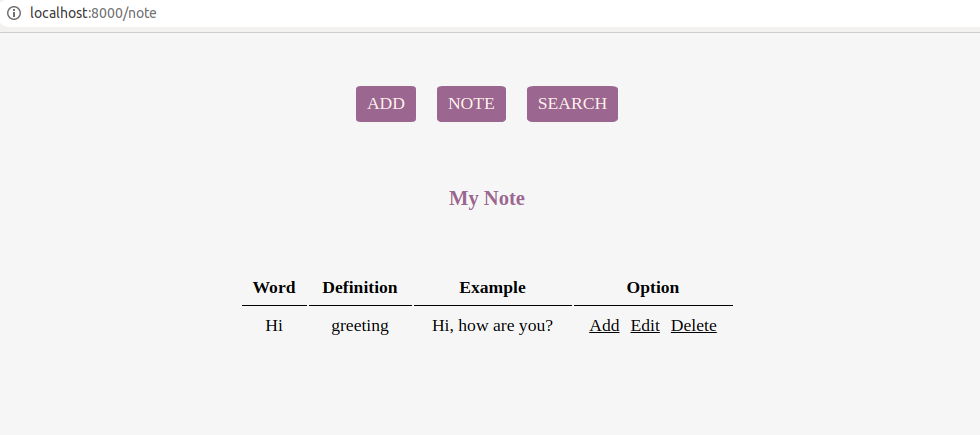 localhost:8000/note
ADD NOTE SEARCH
My Note
Word Definition Example Option
Hi greeting Hi, how are you? Add Edit Delete